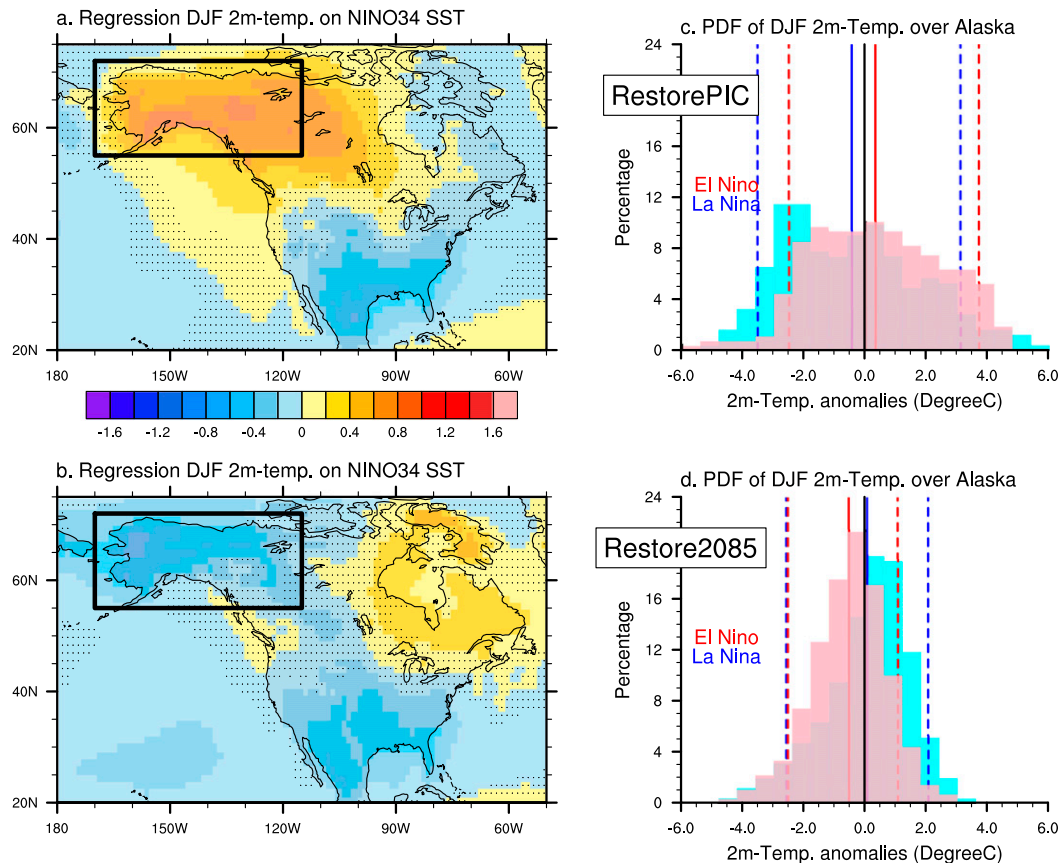 a. Regression DJF 2m-temp. on NINO34 SST
60N
40N
20N
180 150W 120W 90W 60W
-1.6 -1.2 -0.8 -0.4 0 0.4 0.8 1.2 1.6
c. PDF of DJF 2m-Temp. over Alaska
RestorePIC
El Nino
La Nina
Percentage
24
20
16
12
8
4
0
-6.0 -4.0 -2.0 0.0 2.0 4.0 6.0
2m-Temp. anomalies (DegreeC)
b. Regression DJF 2m-temp. on NINO34 SST
60N
40N
20N
180 150W 120W 90W 60W
d. PDF of DJF 2m-Temp. over Alaska
Restore2085
El Nino
La Nina
Percentage
24
20
16
12
8
4
0
-6.0 -4.0 -2.0 0.0 2.0 4.0 6.0
2m-Temp. anomalies (DegreeC)